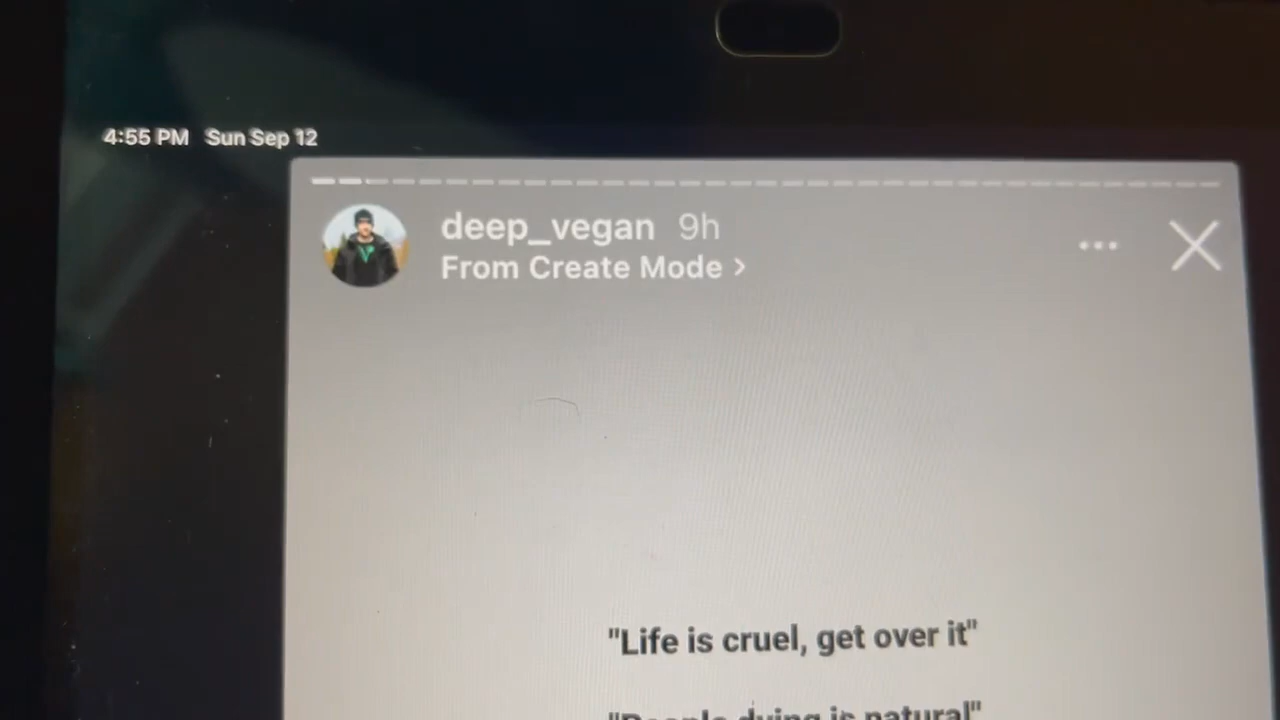 4:55 PM Sun Sep 12
deep_vegan 9h
From Create Mode >
"Life is cruel, get over it"
"People dying is natural"